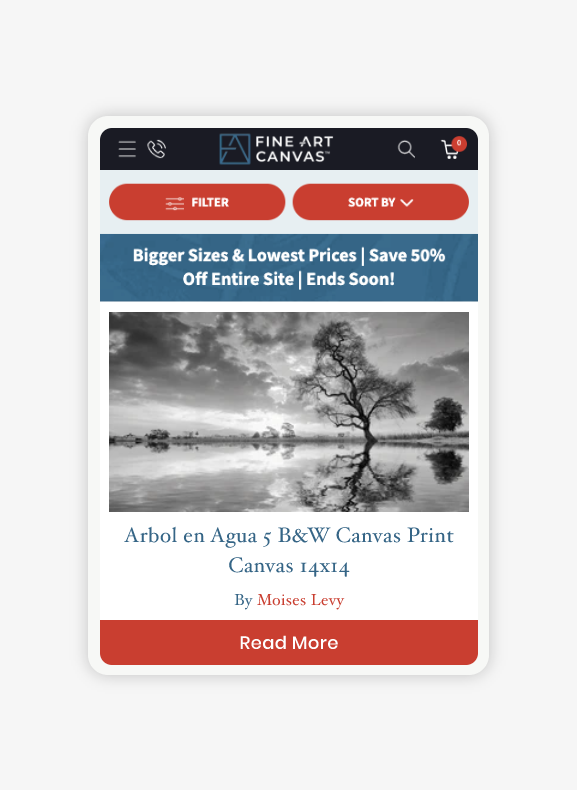 FINE ART
CANVAS™
0
FILTER
SORT BY
Bigger Sizes & Lowest Prices | Save 50%
Off Entire Site | Ends Soon!
Arbol en Agua 5 B&W Canvas Print
Canvas 14x14
By Moises Levy
Read More